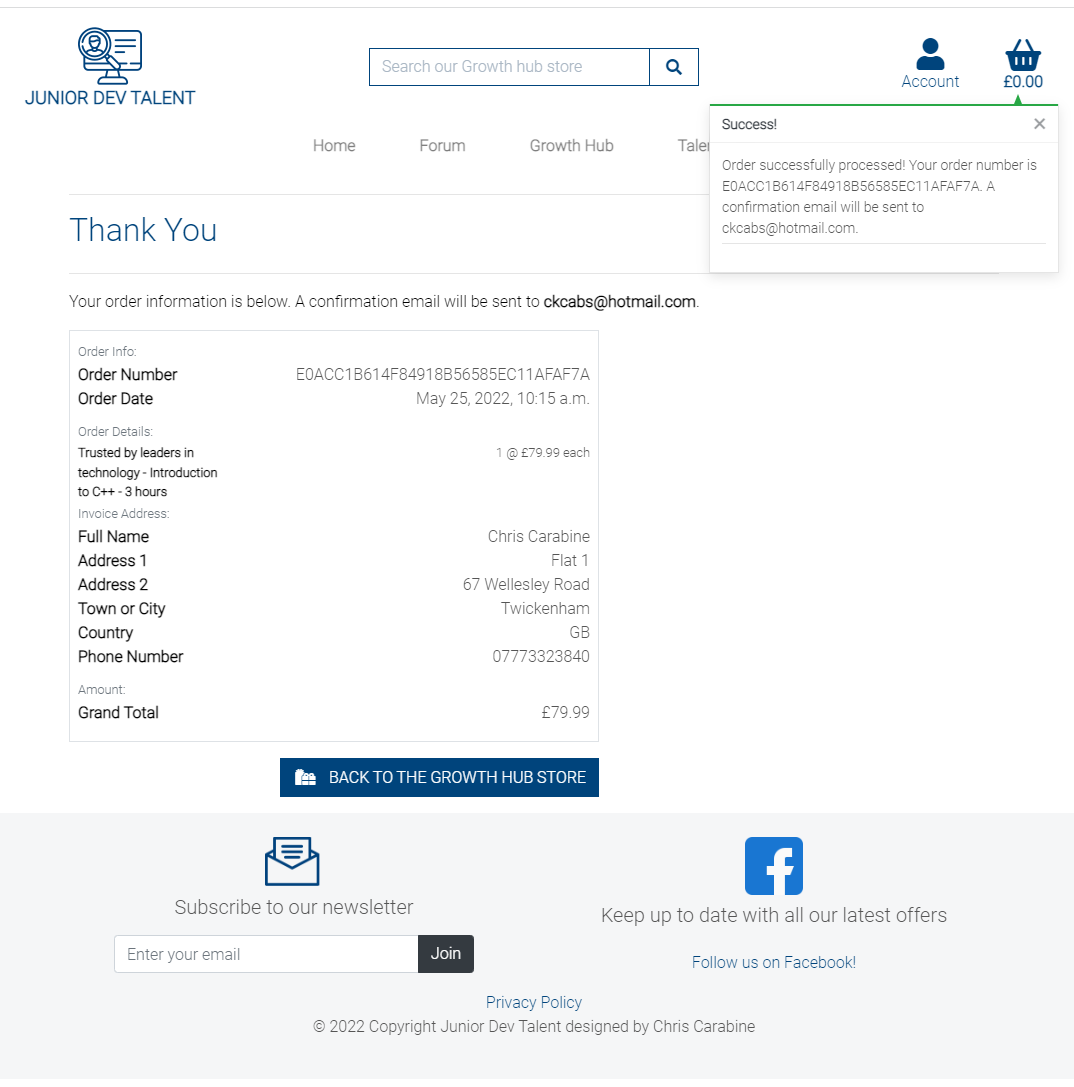 JUNIOR DEV TALENT
Search our Growth hub store
Account
£0.00
Home Forum Growth Hub
Success! ×
Order successfully processed! Your order number is
E0ACC1B614F84918B56585EC11AFAF7A. A
confirmation email will be sent to
ckcabs@hotmail.com.
Thank You
Your order information is below. A confirmation email will be sent to ckcabs@hotmail.com.
Order Info:
Order Number E0ACC1B614F84918B56585EC11AFAF7A
Order Date May 25, 2022, 10:15 a.m.
Order Details:
Trusted by leaders in 1 @ £79.99 each
technology - Introduction
to C++ - 3 hours
Invoice Address:
Full Name Chris Carabine
Address 1 Flat 1
Address 2 67 Wellesley Road
Town or City Twickenham
Country GB
Phone Number 07773323840
Amount:
Grand Total £79.99
BACK TO THE GROWTH HUB STORE
Subscribe to our newsletter
Enter your email Join
Keep up to date with all our latest offers
Follow us on Facebook!
Privacy Policy
© 2022 Copyright Junior Dev Talent designed by Chris Carabine